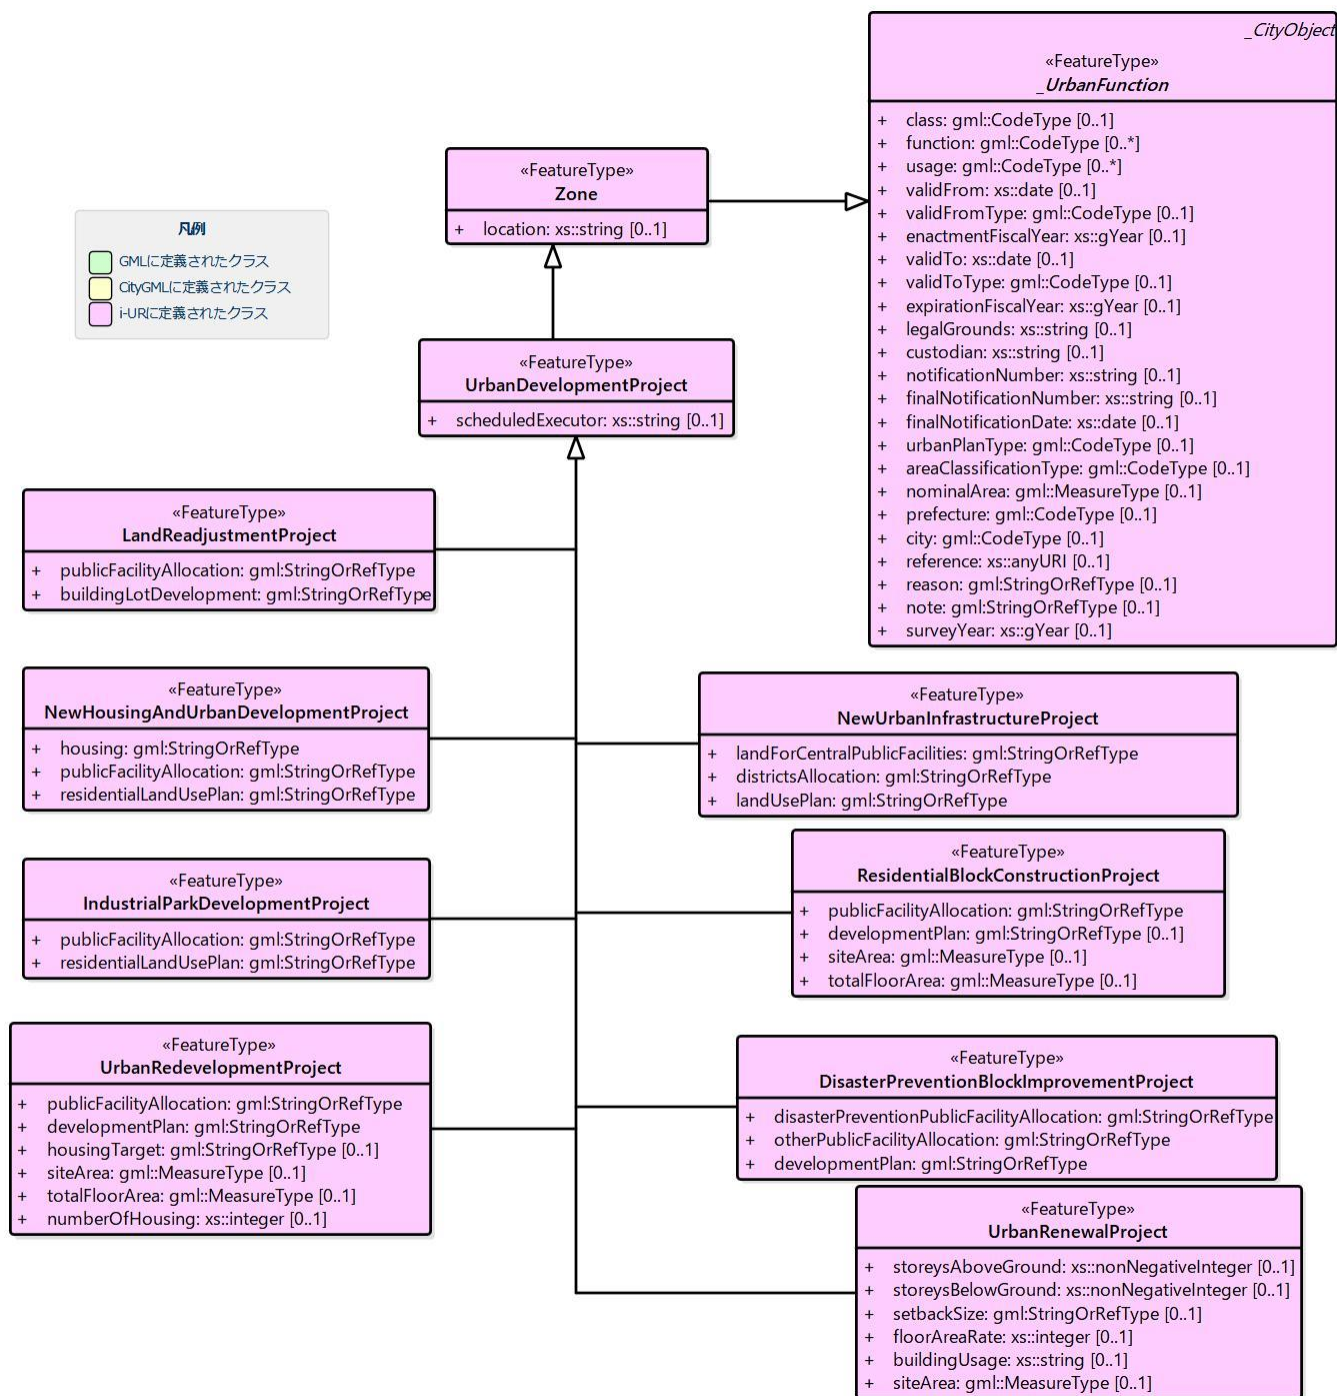 _CityObject
«FeatureType»
_UrbanFunction
+ class: gml::CodeType [0..1]
+ function: gml::CodeType [0..*]
+ usage: gml::CodeType [0..*]
+ validFrom: xs::date [0..1]
+ validFromType: gml::CodeType [0..1]
+ enactmentFiscalYear: xs::gYear [0..1]
+ validTo: xs::date [0..1]
+ validToType: gml::CodeType [0..1]
+ expirationFiscalYear: xs::gYear [0..1]
+ legalGrounds: xs::string [0..1]
+ custodian: xs::string [0..1]
+ notificationNumber: xs::string [0..1]
+ finalNotificationNumber: xs::string [0..1]
+ finalNotificationDate: xs::date [0..1]
+ urbanPlanType: gml::CodeType [0..1]
+ areaClassificationType: gml::CodeType [0..1]
+ nominalArea: gml::MeasureType [0..1]
+ prefecture: gml::CodeType [0..1]
+ city: gml::CodeType [0..1]
+ reference: xs::anyURI [0..1]
+ reason: gml:StringOrRefType [0..1]
+ note: gml:StringOrRefType [0..1]
+ surveyYear: xs::gYear [0..1]
«FeatureType»
Zone
+ location: xs::string [0..1]
凡例
GMLに定義されたクラス
CityGMLに定義されたクラス
i-URに定義されたクラス
«FeatureType»
UrbanDevelopmentProject
+ scheduledExecutor: xs::string [0..1]
«FeatureType»
LandReadjustmentProject
+ publicFacilityAllocation: gml:StringOrRefType
+ buildingLotDevelopment: gml:StringOrRefType
«FeatureType»
NewHousingAndUrbanDevelopmentProject
+ housing: gml:StringOrRefType
+ publicFacilityAllocation: gml:StringOrRefType
+ residentialLandUsePlan: gml:StringOrRefType
«FeatureType»
NewUrbanInfrastructureProject
+ landForCentralPublicFacilities: gml:StringOrRefType
+ districtsAllocation: gml:StringOrRefType
+ landUsePlan: gml:StringOrRefType
«FeatureType»
IndustrialParkDevelopmentProject
+ publicFacilityAllocation: gml:StringOrRefType
+ residentialLandUsePlan: gml:StringOrRefType
«FeatureType»
ResidentialBlockConstructionProject
+ publicFacilityAllocation: gml:StringOrRefType
+ developmentPlan: gml:StringOrRefType [0..1]
+ siteArea: gml::MeasureType [0..1]
+ totalFloorArea: gml::MeasureType [0..1]
«FeatureType»
UrbanRedevelopmentProject
+ publicFacilityAllocation: gml:StringOrRefType
+ developmentPlan: gml:StringOrRefType
+ housingTarget: gml:StringOrRefType [0..1]
+ siteArea: gml::MeasureType [0..1]
+ totalFloorArea: gml::MeasureType [0..1]
+ numberOfHousing: xs::integer [0..1]
«FeatureType»
DisasterPreventionBlockImprovementProject
+ disasterPreventionPublicFacilityAllocation: gml:StringOrRefType
+ otherPublicFacilityAllocation: gml:StringOrRefType
+ developmentPlan: gml:StringOrRefType
«FeatureType»
UrbanRenewalProject
+ storeysAboveGround: xs::nonNegativeInteger [0..1]
+ storeysBelowGround: xs::nonNegativeInteger [0..1]
+ setbackSize: gml:StringOrRefType [0..1]
+ floorAreaRate: xs::integer [0..1]
+ buildingUsage: xs::string [0..1]
+ siteArea: gml::MeasureType [0..1]